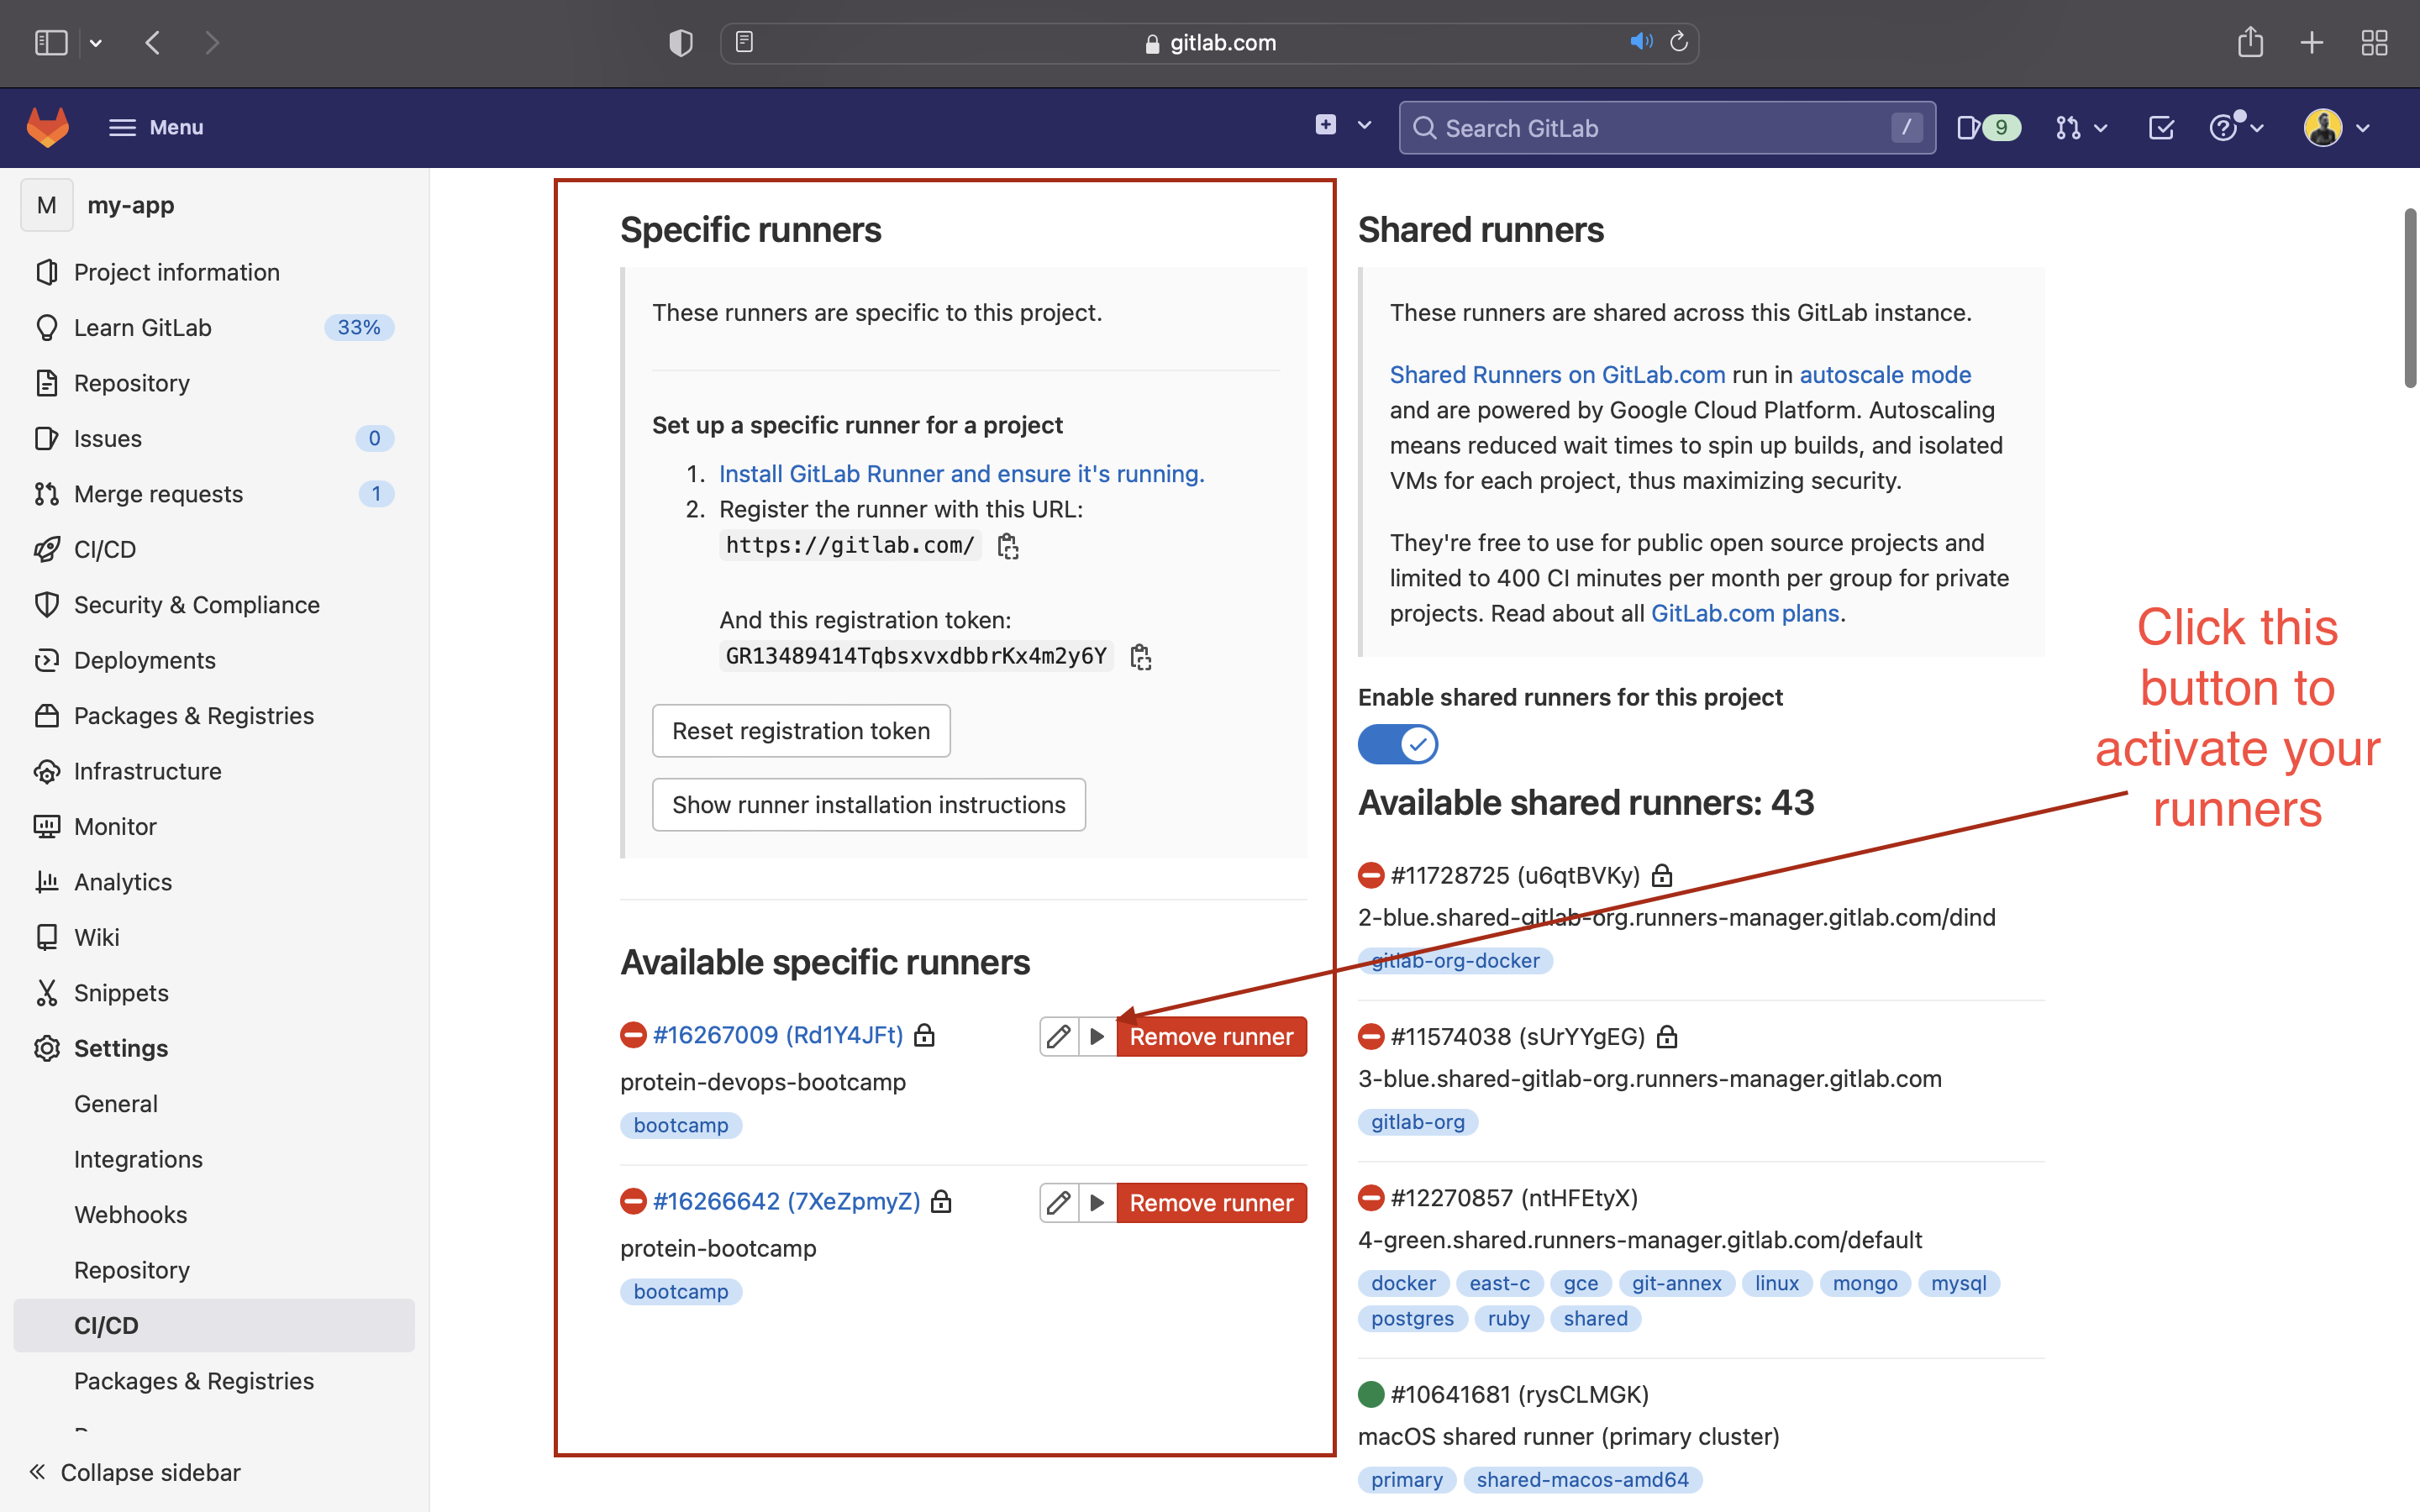 gitlab.com
Menu
Search GitLab
/
9
M
my-app
Project information
Learn GitLab
33%
Repository
Issues
0
Merge requests
1
CI/CD
Security & Compliance
Deployments
Packages & Registries
Infrastructure
Monitor
Analytics
Wiki
Snippets
Settings
General
Integrations
Webhooks
Repository
CI/CD
Packages & Registries
Collapse sidebar
Specific runners
These runners are specific to this project.
Set up a specific runner for a project
1. Install GitLab Runner and ensure it's running.
2. Register the runner with this URL:
https://gitlab.com/
And this registration token:
GR13489414TqbsxvxdbbrKx4m2y6Y
Reset registration token
Show runner installation instructions
Available specific runners
#16267009 (Rd1Y4JFt)
Remove runner
protein-devops-bootcamp
bootcamp
#16266642 (7XeZpmyZ)
Remove runner
protein-bootcamp
bootcamp
Shared runners
These runners are shared across this GitLab instance.
Shared Runners on GitLab.com run in autoscale mode
and are powered by Google Cloud Platform. Autoscaling
means reduced wait times to spin up builds, and isolated
VMs for each project, thus maximizing security.
They're free to use for public open source projects and
limited to 400 CI minutes per month per group for private
projects. Read about all GitLab.com plans.
Enable shared runners for this project
Available shared runners: 43
#11728725 (u6qtBVKy)
2-blue.shared-gitlab-org.runners-manager.gitlab.com/dind
gitlab-org-docker
#11574038 (sUrYYgEG)
3-blue.shared-gitlab-org.runners-manager.gitlab.com
gitlab-org
#12270857 (ntHFEtyX)
4-green.shared.runners-manager.gitlab.com/default
docker east-c gce git-annex linux mongo mysql
postgres ruby shared
#10641681 (rysCLMGK)
macOS shared runner (primary cluster)
primary shared-macos-amd64
Click this
button to
activate your
runners